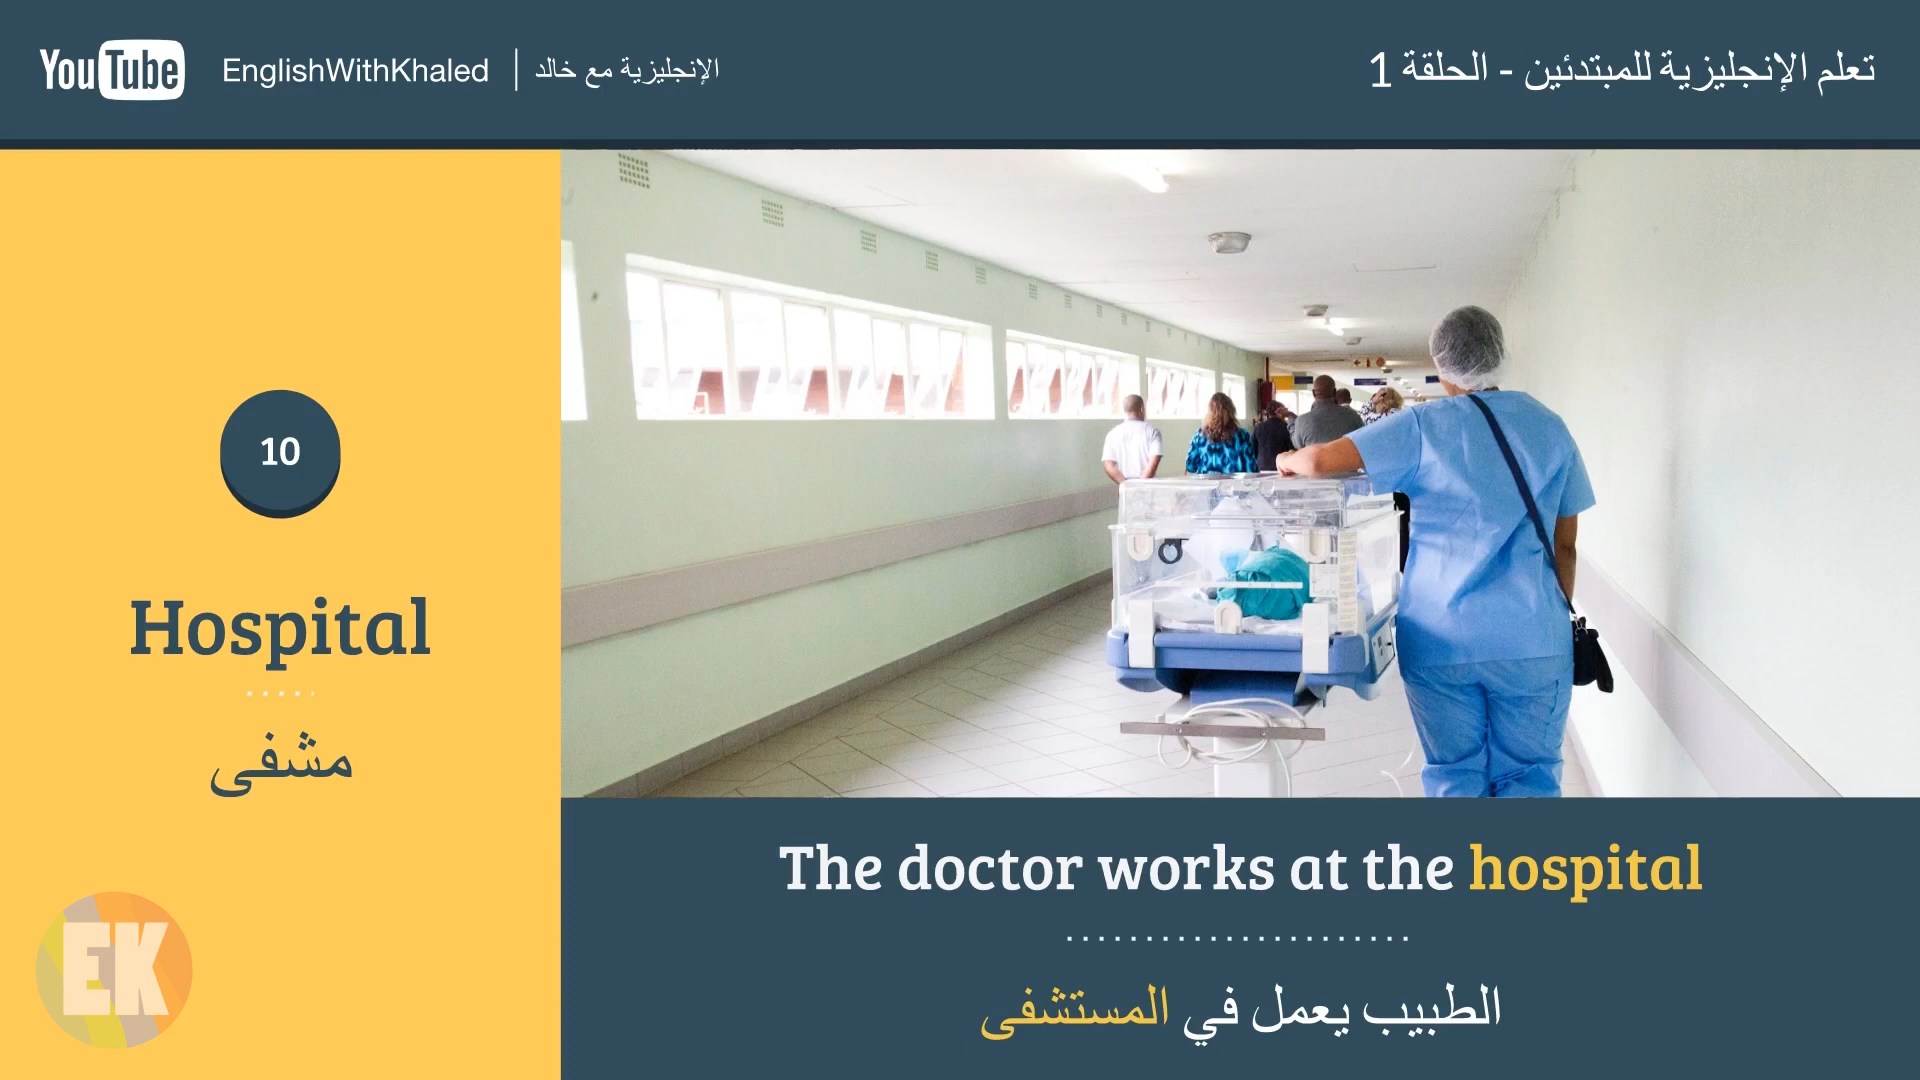 YouTube
EnglishWithKhaled
الإنجليزية مع خالد
تعلم الإنجليزية للمبتدئين - الحلقة 1
10
Hospital
مشفى
EK
The doctor works at the hospital
الطبيب يعمل في المستشفى